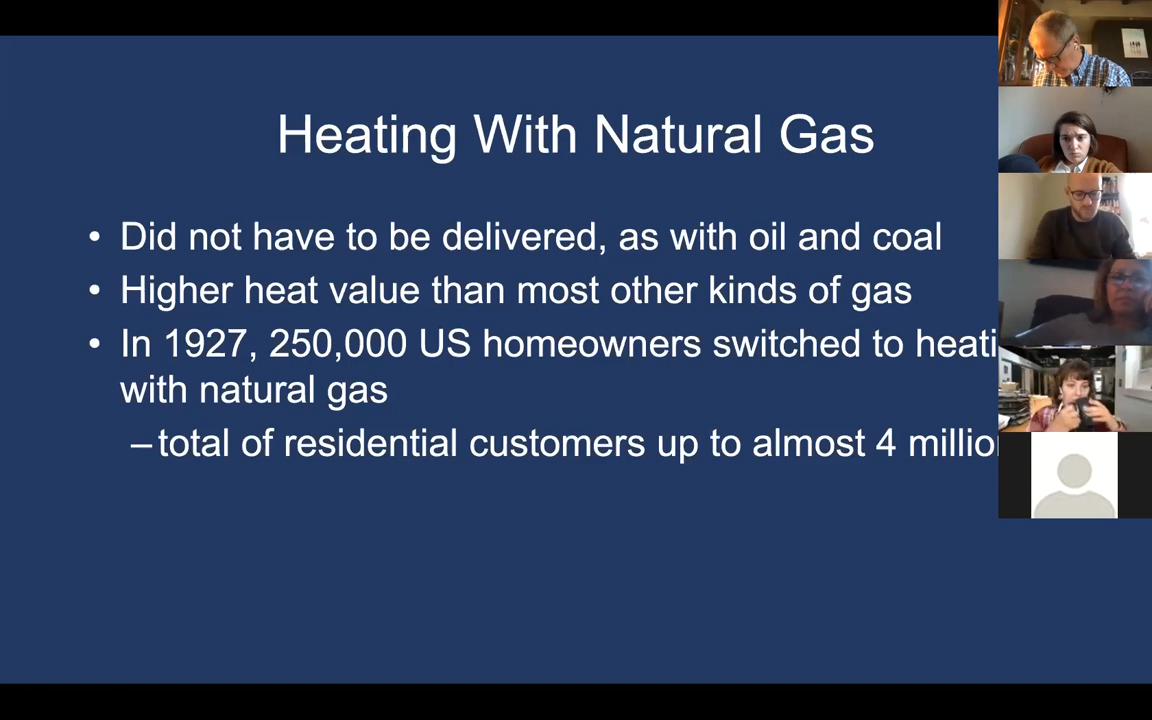 Heating With Natural Gas
• Did not have to be delivered, as with oil and coal
• Higher heat value than most other kinds of gas
• In 1927, 250,000 US homeowners switched to
with natural gas
– total of residential customers up to almost 4